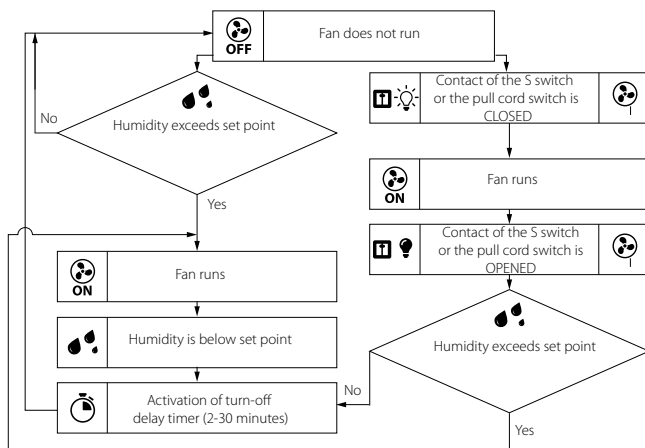 OFF
Fan does not run
No
Humidity exceeds set point
Yes
ON
Fan runs
Humidity is below set point
Activation of turn-off
delay timer (2-30 minutes)
Contact of the S switch
or the pull cord switch is
CLOSED
ON
Fan runs
Contact of the S switch
or the pull cord switch is
OPENED
Humidity exceeds set point
No
Yes